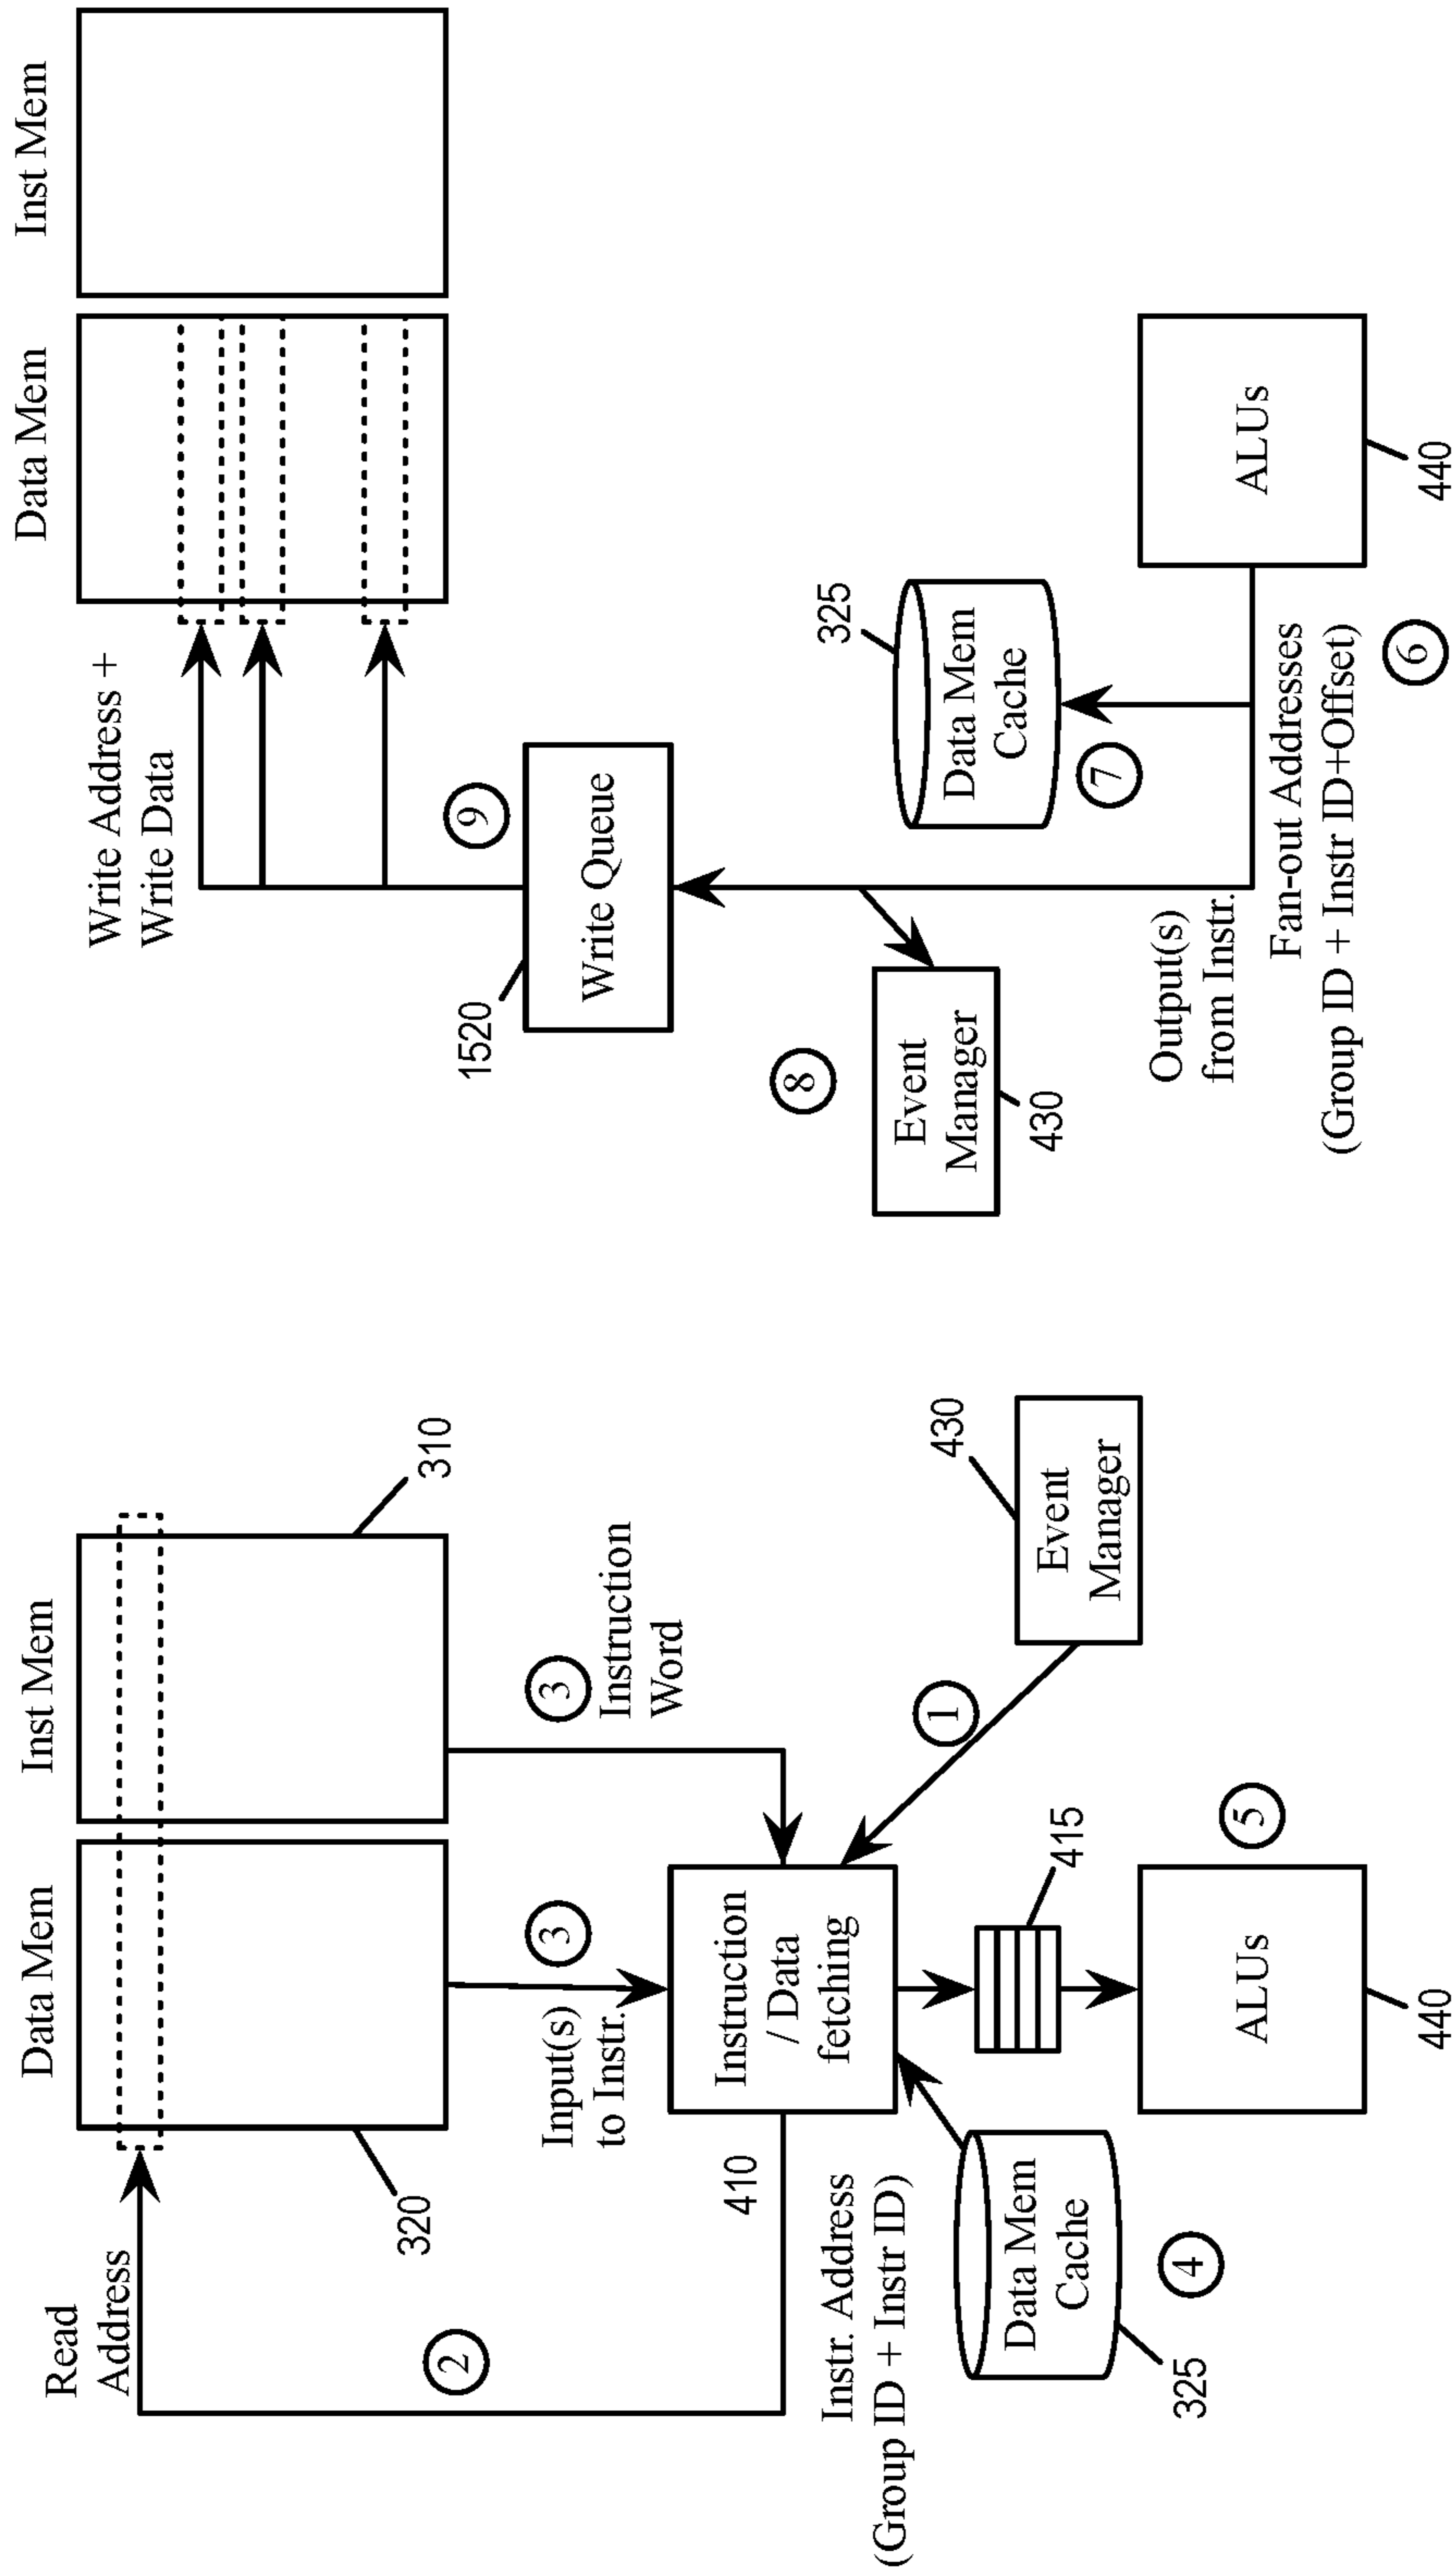 Data Mem
Inst Mem
Read
Address
2
320
310
Input(s)
to Instr.
3
3
Instruction
Word
410
Instruction
/ Data
fetching
Instr. Address
(Group ID + Instr ID)
1
430
Event
Manager
Data Mem
Cache
325
4
415
ALUs
5
440
Data Mem
Inst Mem
Write Address +
Write Data
9
1520
Write Queue
8
Event
Manager
430
325
Data Mem
Cache
7
Output(s)
from Instr.
Fan-out Addresses
(Group ID + Instr ID+Offset)
6
ALUs
440